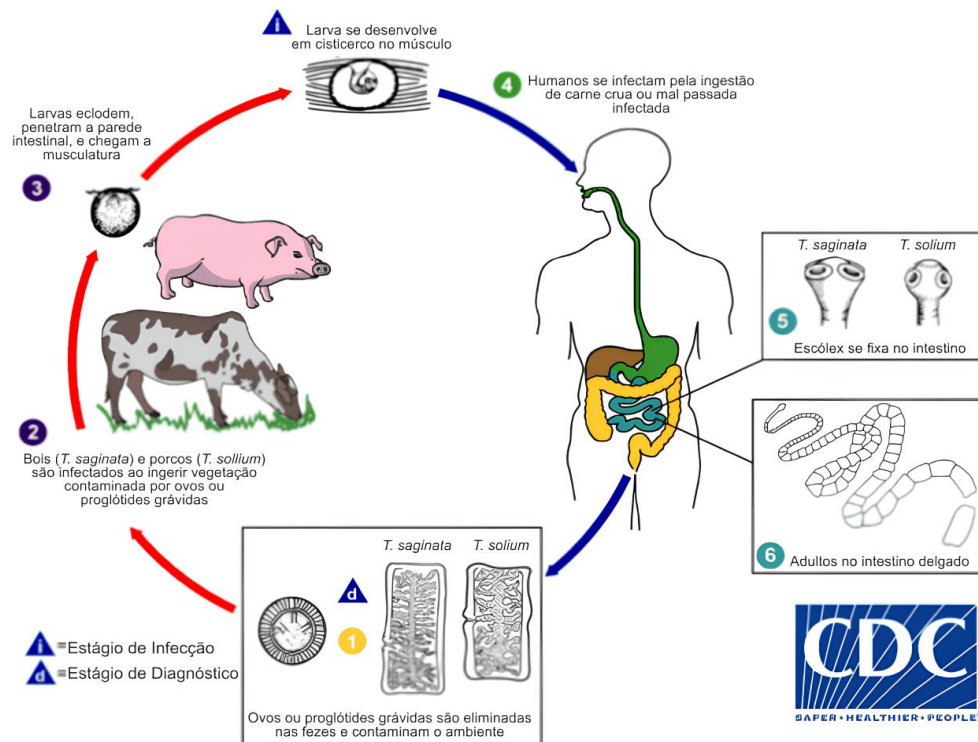 i
Larva se desenvolve
em cisticerco no músculo
4
Humanos se infectam pela ingestão
de carne crua ou mal passada
infectada
Larvas eclodem,
penetram a parede
intestinal, e chegam a
musculatura
3
T. saginata
T. solium
5
Escólex se fixa no intestino
2
Bois (T. saginata) e porcos (T. sollium)
são infectados ao ingerir vegetação
contaminada por ovos ou
proglótides grávidas
6
Adultos no intestino delgado
T. saginata
T. solium
d
1
Ovos ou proglótides grávidas são eliminadas
nas fezes e contaminam o ambiente
i =Estágio de Infecção
d =Estágio de Diagnóstico
CDC
SAFER•HEALTHIER•PEOPLE